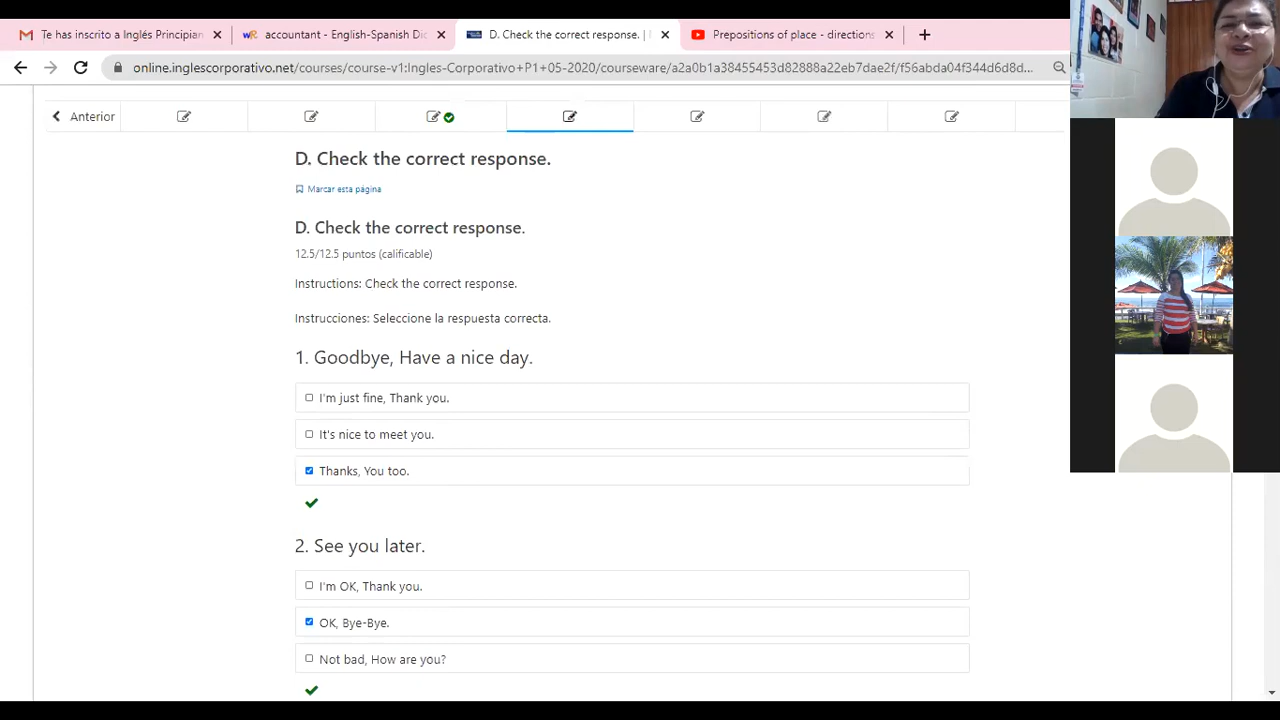 Te has inscrito a Inglés Principian
accountant - English-Spanish Dic
D. Check the correct response. |
Prepositions of place - directions
online.inglescorporativo.net/courses/course-v1:Ingles-Corporativo+P1+05-2020/courseware/a2a0b1a38455453d82888a22eb7dae2f/f56abda04f344d6d8d...
Anterior
D. Check the correct response.
Marcar esta página
D. Check the correct response.
12.5/12.5 puntos (calificable)
Instructions: Check the correct response.
Instrucciones: Seleccione la respuesta correcta.
1. Goodbye, Have a nice day.
I'm just fine, Thank you.
It's nice to meet you.
Thanks, You too.
2. See you later.
I'm OK, Thank you.
OK, Bye-Bye.
Not bad, How are you?